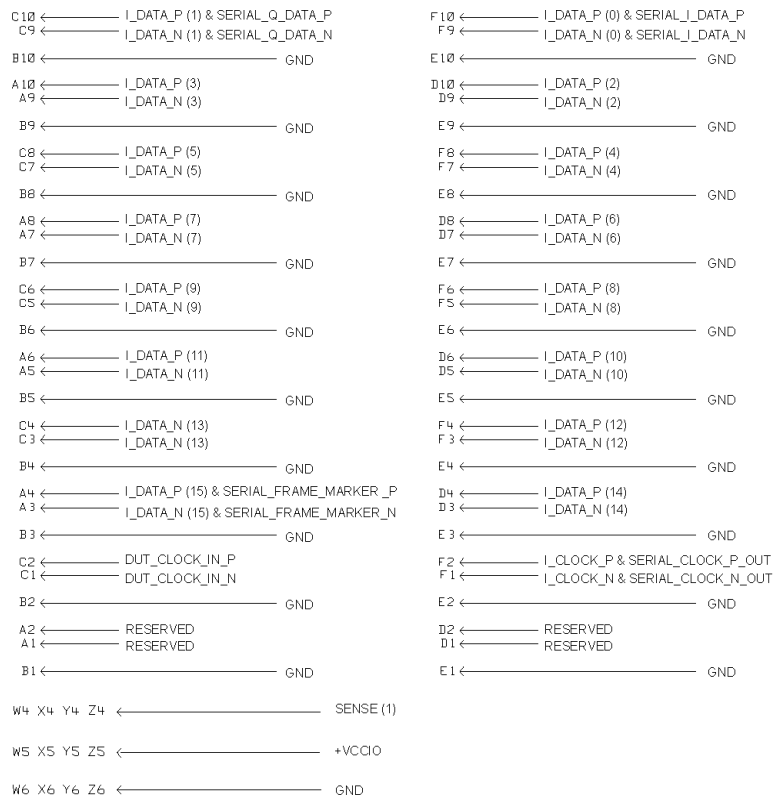 C10 I_DATA_P (1) & SERIAL_Q_DATA_P
C9 I_DATA_N (1) & SERIAL_Q_DATA_N
B10 GND
A10 I_DATA_P (3)
A9 I_DATA_N (3)
B9 GND
C8 I_DATA_P (5)
C7 I_DATA_N (5)
B8 GND
A8 I_DATA_P (7)
A7 I_DATA_N (7)
B7 GND
C6 I_DATA_P (9)
C5 I_DATA_N (9)
B6 GND
A6 I_DATA_P (11)
A5 I_DATA_N (11)
B5 GND
C4 I_DATA_N (13)
C3 I_DATA_N (13)
B4 GND
A4 I_DATA_P (15) & SERIAL_FRAME_MARKER _P
A3 I_DATA_N (15) & SERIAL_FRAME_MARKER_N
B3 GND
C2 DUT_CLOCK_IN_P
C1 DUT_CLOCK_IN_N
B2 GND
A2 RESERVED
A1 RESERVED
B1 GND
F10 I_DATA_P (0) & SERIAL_I_DATA_P
F9 I_DATA_N (0) & SERIAL_I_DATA_N
E10 GND
D10 I_DATA_P (2)
D9 I_DATA_N (2)
E9 GND
F8 I_DATA_P (4)
F7 I_DATA_N (4)
E8 GND
D8 I_DATA_P (6)
D7 I_DATA_N (6)
E7 GND
F6 I_DATA_P (8)
F5 I_DATA_N (8)
E6 GND
D6 I_DATA_P (10)
D5 I_DATA_N (10)
E5 GND
F4 I_DATA_P (12)
F3 I_DATA_N (12)
E4 GND
D4 I_DATA_P (14)
D3 I_DATA_N (14)
E3 GND
F2 I_CLOCK_P & SERIAL_CLOCK_P_OUT
F1 I_CLOCK_N & SERIAL_CLOCK_N_OUT
E2 GND
D2 RESERVED
D1 RESERVED
E1 GND
W4 X4 Y4 Z4 SENSE (1)
W5 X5 Y5 Z5 +VCCIO
W6 X6 Y6 Z6 GND